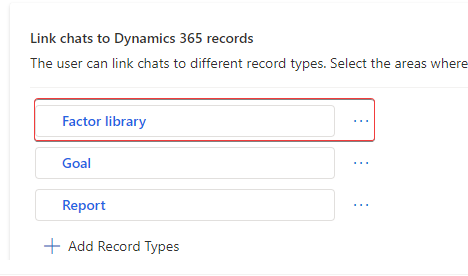 Link chats to Dynamics 365 records
The user can link chats to different record types. Select the areas where
Factor library
Goal
Report
Add Record Types